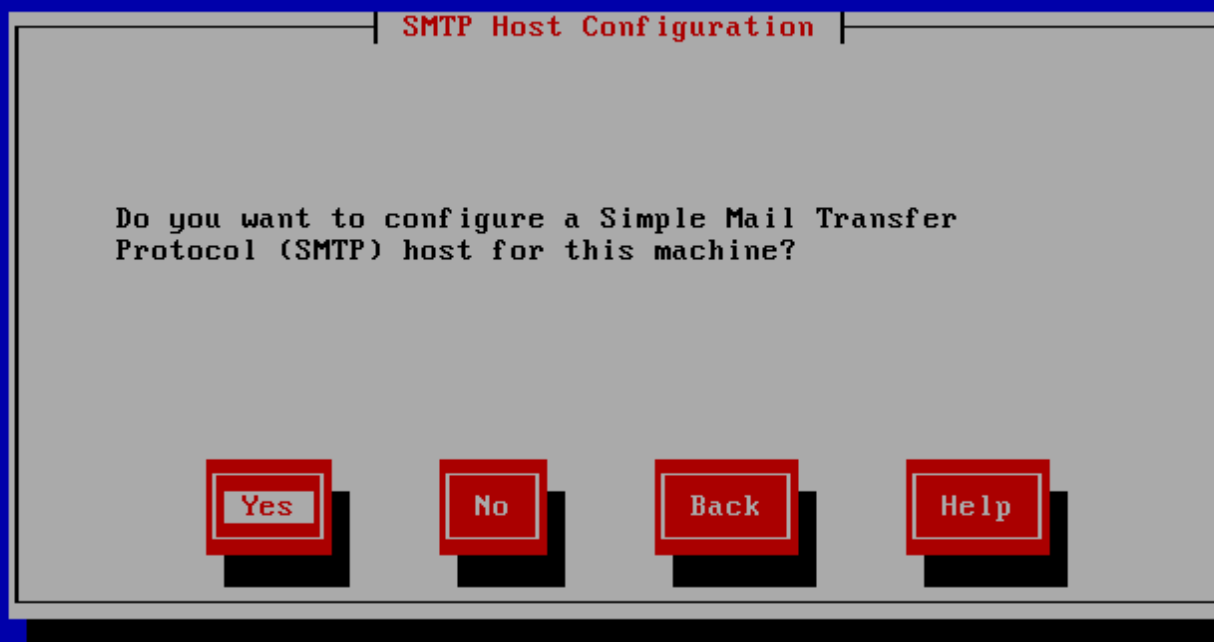 SMTP Host Configuration
Do you want to configure a Simple Mail Transfer
Protocol (SMTP) host for this machine?
Yes No Back Help